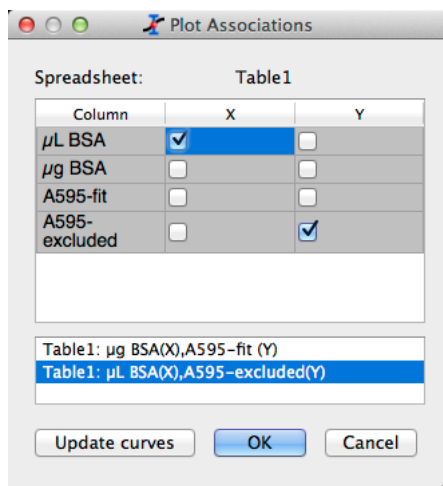 Plot Associations
Spreadsheet: Table1
Column X Y
µL BSA
µg BSA
A595-fit
A595-
excluded
Table1: µg BSA(X),A595-fit (Y)
Table1: µL BSA(X),A595-excluded(Y)
Update curves OK Cancel